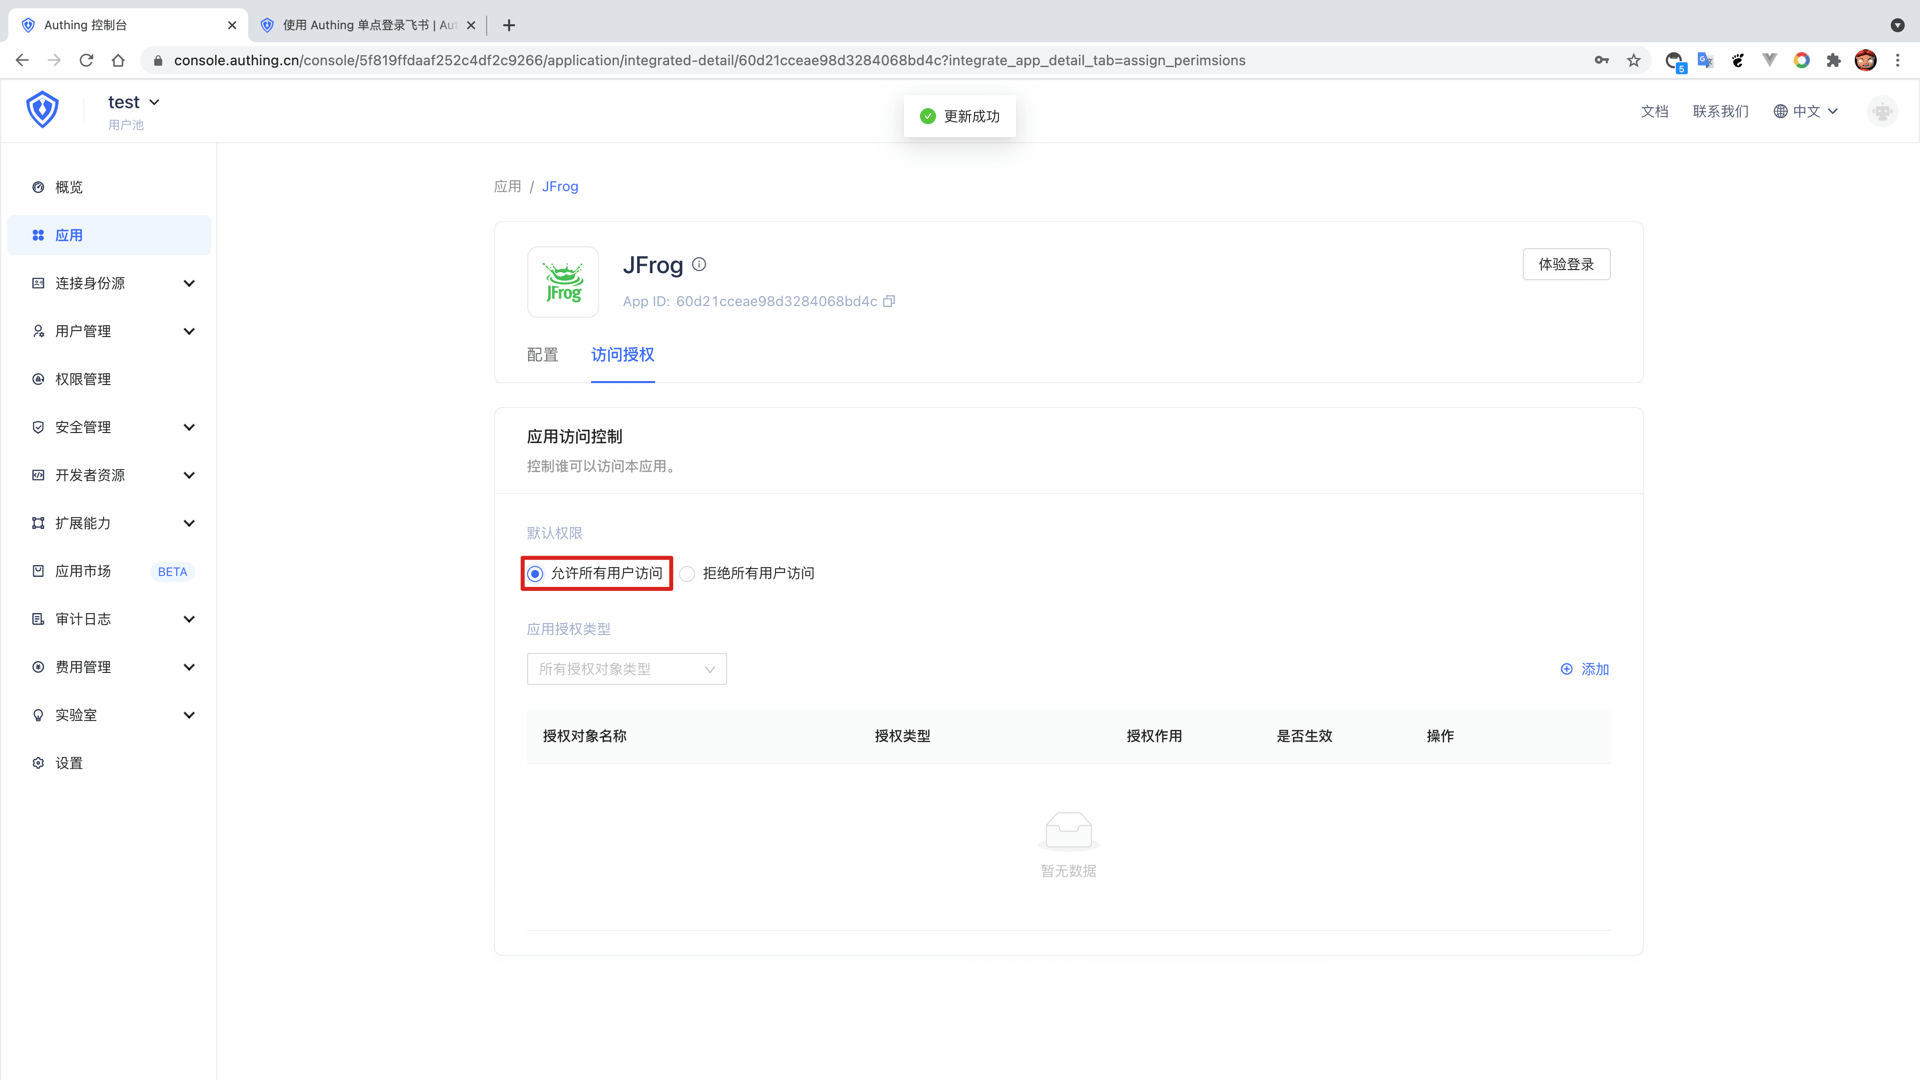 Authing 控制台
使用 Authing 单点登录飞书 | Au
console.authing.cn/console/5f819ffdaaf252c4df2c9266/application/integrated-detail/60d21cceae98d3284068bd4c?integrate_app_detail_tab=assign_perimsions
5
test
用户池
更新成功
文档
联系我们
中文
概览
应用
连接身份源
用户管理
权限管理
安全管理
开发者资源
扩展能力
应用市场 BETA
审计日志
费用管理
实验室
设置
应用 / JFrog
JFrog
JFrog
App ID: 60d21cceae98d3284068bd4c
体验登录
配置
访问授权
应用访问控制
控制谁可以访问本应用。
默认权限
允许所有用户访问
拒绝所有用户访问
应用授权类型
所有授权对象类型
添加
授权对象名称 授权类型 授权作用 是否生效 操作
暂无数据